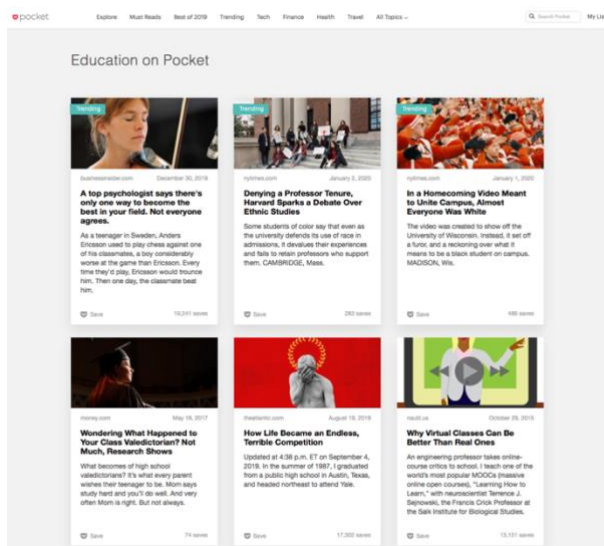 pocket
Explore Must Reads Best of 2019 Trending Tech Finance Health Travel All Topics
Search Pocket
My Lis
Education on Pocket
Trending
businessinsider.com December 30, 2019
A top psychologist says there's
only one way to become the
best in your field. Not everyone
agrees.
As a teenager in Sweden, Anders
Ericsson used to play chess against one
of his classmates, a boy considerably
worse at the game than Ericsson. Every
time they'd play, Ericsson would trounce
him. Then one day, the classmate beat
him.
Save 19,241 saves
Trending
nytimes.com January 2, 2020
Denying a Professor Tenure,
Harvard Sparks a Debate Over
Ethnic Studies
Some students of color say that even as
the university defends its use of race in
admissions, it devalues their experiences
and fails to retain professors who support
them. CAMBRIDGE, Mass.
Save 283 saves
nytimes.com January 1, 2020
In a Homecoming Video Meant
to Unite Campus, Almost
Everyone Was White
The video was created to show off the
University of Wisconsin. Instead, it set off
a furor, and a reckoning over what it
means to be a black student on campus.
MADISON, Wis.
Save 486 saves
money.com May 18, 2017
Wondering What Happened to
Your Class Valedictorian? Not
Much, Research Shows
What becomes of high school
valedictorians? It's what every parent
wishes their teenager to be. Mom says
study hard and you'll do well. And very
often Mom is right. But not always.
Save 74 saves
theatlantic.com August 19, 2019
How Life Became an Endless,
Terrible Competition
Updated at 4:38 p.m. ET on September 4,
2019. In the summer of 1987, I graduated
from a public high school in Austin, Texas,
and headed northeast to attend Yale.
Save 17,302 saves
nautil.us October 29, 2015
Why Virtual Classes Can Be
Better Than Real Ones
An engineering professor takes online-
course critics to school. I teach one of the
world's most popular MOOCs (massive
online open courses), "Learning How to
Learn," with neuroscientist Terrence J.
Sejnowski, the Francis Crick Professor at
the Salk Institute for Biological Studies.
Save 13,131 saves